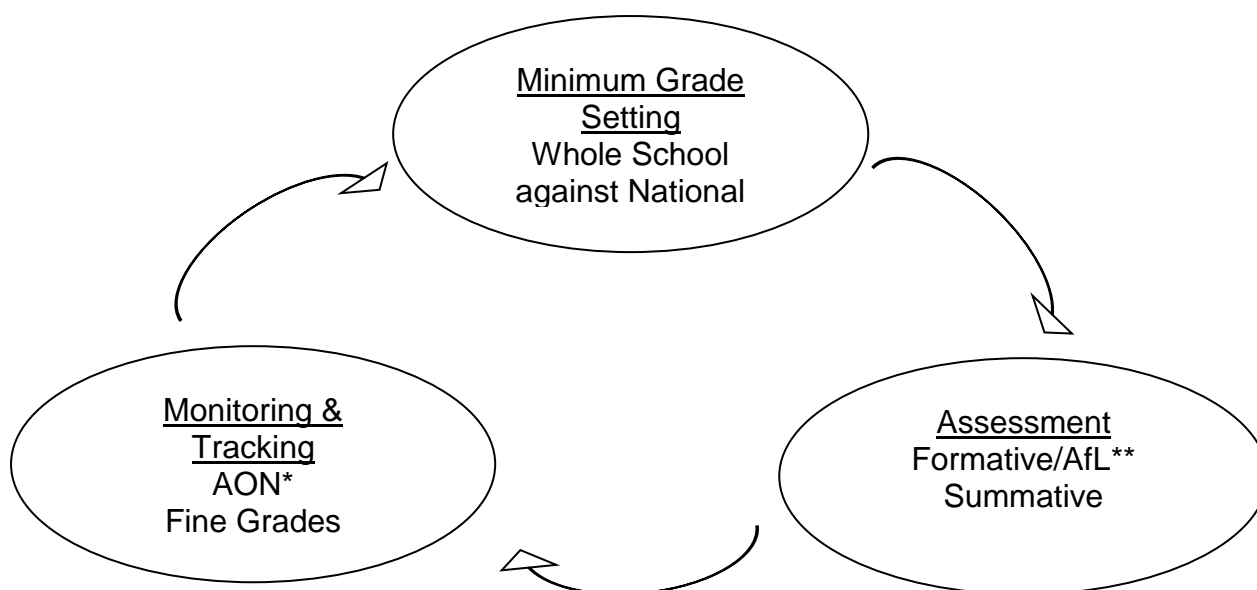 Minimum Grade
Setting
Whole School
against National
Monitoring &
Tracking
AON*
Fine Grades
Assessment
Formative/AfL**
Summative